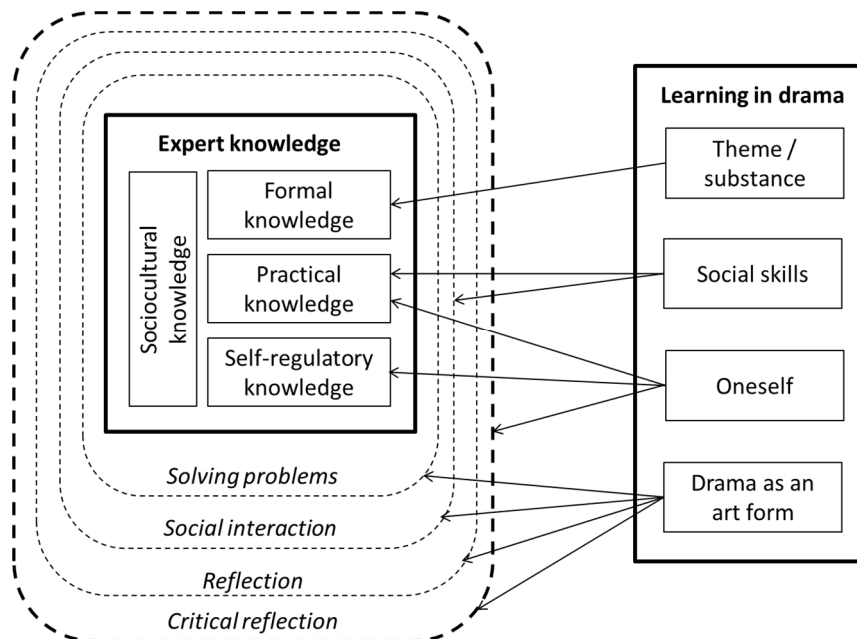 Expert knowledge
Sociocultural
knowledge
Formal
knowledge
Practical
knowledge
Self-regulatory
knowledge
Solving problems
Social interaction
Reflection
Critical reflection
Learning in drama
Theme /
substance
Social skills
Oneself
Drama as an
art form